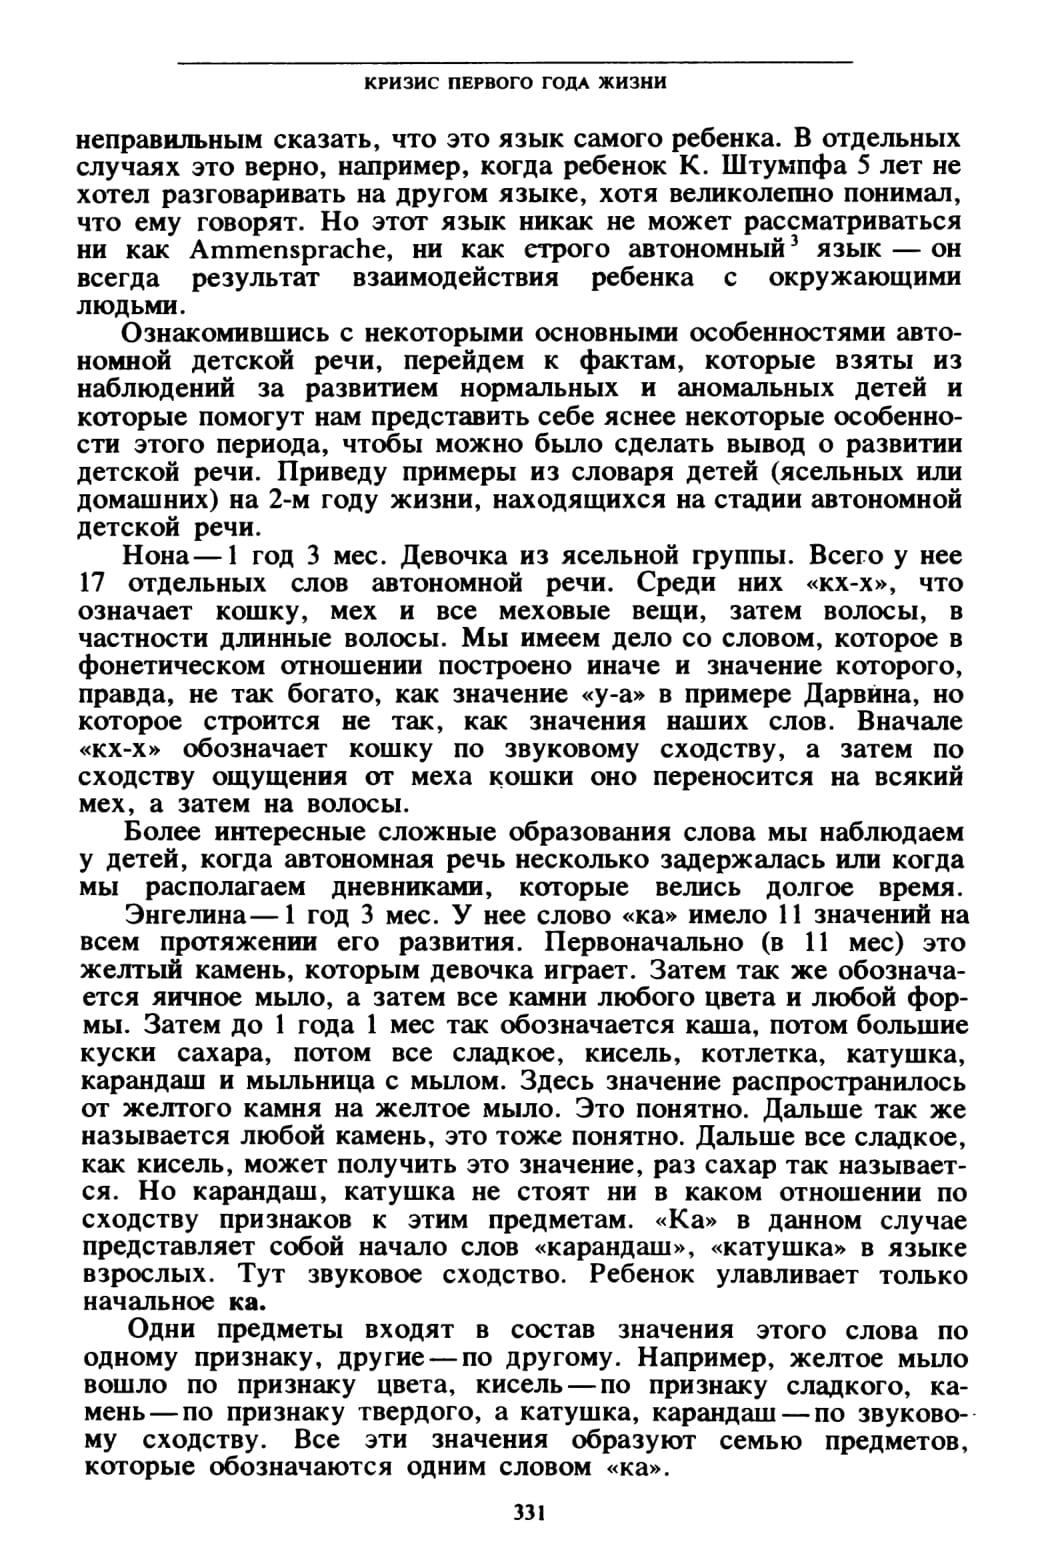 КРИЗИС ПЕРВОГО ГОДА ЖИЗНИ
неправильным сказать, что это язык самого ребенка. В отдельных
случаях это верно, например, когда ребенок К. Штумпфа 5 лет не
хотел разговаривать на другом языке, хотя великолепно понимал,
что ему говорят. Но этот язык никак не может рассматриваться
ни как Ammensprache, ни как строго автономный³ язык — он
всегда результат взаимодействия ребенка с окружающими
людьми.
Ознакомившись с некоторыми основными особенностями авто-
номной детской речи, перейдем к фактам, которые взяты из
наблюдений за развитием нормальных и аномальных детей и
которые помогут нам представить себе яснее некоторые особенно-
сти этого периода, чтобы можно было сделать вывод о развитии
детской речи. Приведу примеры из словаря детей (ясельных или
домашних) на 2-м году жизни, находящихся на стадии автономной
детской речи.
Нона — 1 год 3 мес. Девочка из ясельной группы. Всего у нее
17 отдельных слов автономной речи. Среди них «кх-х», что
означает кошку, мех и все меховые вещи, затем волосы, в
частности длинные волосы. Мы имеем дело со словом, которое в
фонетическом отношении построено иначе и значение которого,
правда, не так богато, как значение «у-а» в примере Дарвина, но
которое строится не так, как значения наших слов. Вначале
«кх-х» обозначает кошку по звуковому сходству, а затем по
сходству ощущения от меха кошки оно переносится на всякий
мех, а затем на волосы.
Более интересные сложные образования слова мы наблюдаем
у детей, когда автономная речь несколько задержалась или когда
мы располагаем дневниками, которые велись долгое время.
Энгелина — 1 год 3 мес. У нее слово «ка» имело 11 значений на
всем протяжении его развития. Первоначально (в 11 мес) это
желтый камень, которым девочка играет. Затем так же обознача-
ется яичное мыло, а затем все камни любого цвета и любой фор-
мы. Затем до 1 года 1 мес так обозначается каша, потом большие
куски сахара, потом все сладкое, кисель, котлетка, катушка,
карандаш и мыльница с мылом. Здесь значение распространилось
от желтого камня на желтое мыло. Это понятно. Дальше так же
называется любой камень, это тоже понятно. Дальше все сладкое,
как кисель, может получить это значение, раз сахар так называет-
ся. Но карандаш, катушка не стоят ни в каком отношении по
сходству признаков к этим предметам. «Ка» в данном случае
представляет собой начало слов «карандаш», «катушка» в языке
взрослых. Тут звуковое сходство. Ребенок улавливает только
начальное ка.
Одни предметы входят в состав значения этого слова по
одному признаку, другие — по другому. Например, желтое мыло
вошло по признаку цвета, кисель — по признаку сладкого, ка-
мень — по признаку твердого, а катушка, карандаш — по звуково-
му сходству. Все эти значения образуют семью предметов,
которые обозначаются одним словом «ка».
331